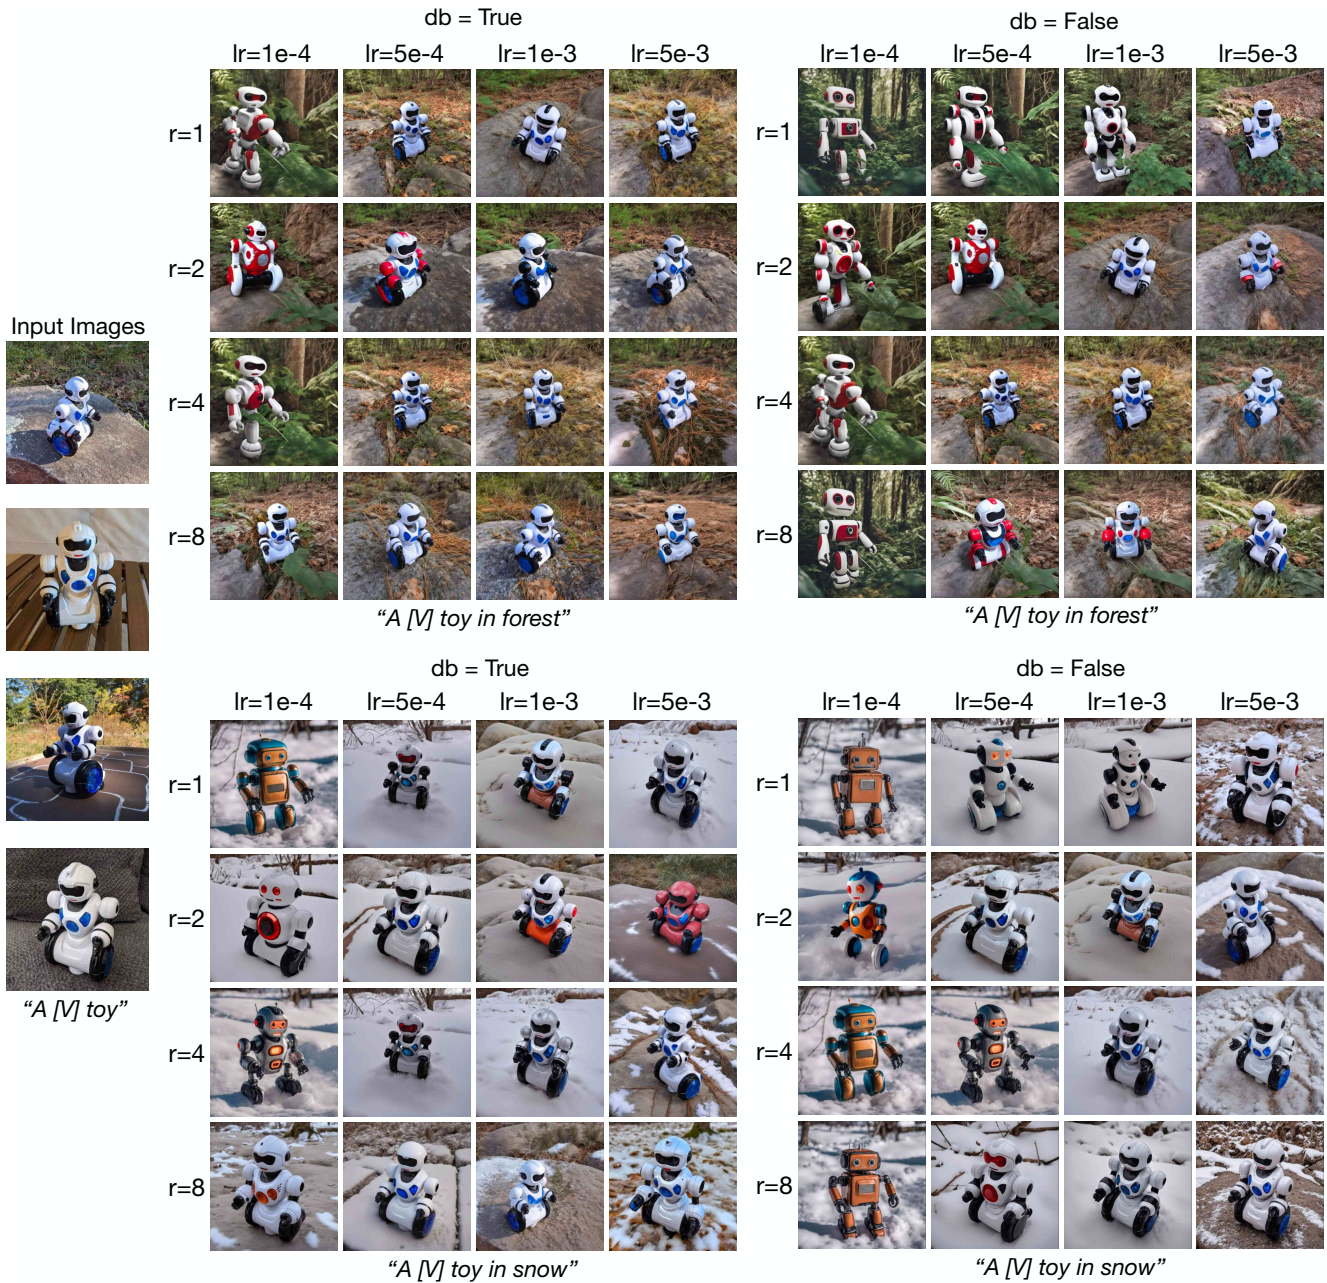 db = True
lr=1e-4 lr=5e-4 lr=1e-3 lr=5e-3
r=1
r=2
r=4
r=8
“A [V] toy in forest”
db = False
lr=1e-4 lr=5e-4 lr=1e-3 lr=5e-3
r=1
r=2
r=4
r=8
“A [V] toy in forest”
Input Images
“A [V] toy”
db = True
lr=1e-4 lr=5e-4 lr=1e-3 lr=5e-3
r=1
r=2
r=4
r=8
“A [V] toy in snow”
db = False
lr=1e-4 lr=5e-4 lr=1e-3 lr=5e-3
r=1
r=2
r=4
r=8
“A [V] toy in snow”